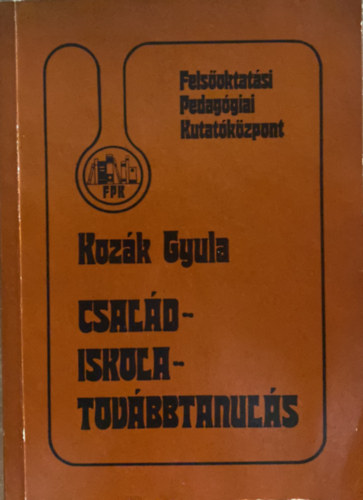 Felsőoktatási
Pedagógiai
Kutatóközpont
FPK
Kozák Gyula
CSALÁD-
ISKOLA-
TOVÁBBTANULÁS